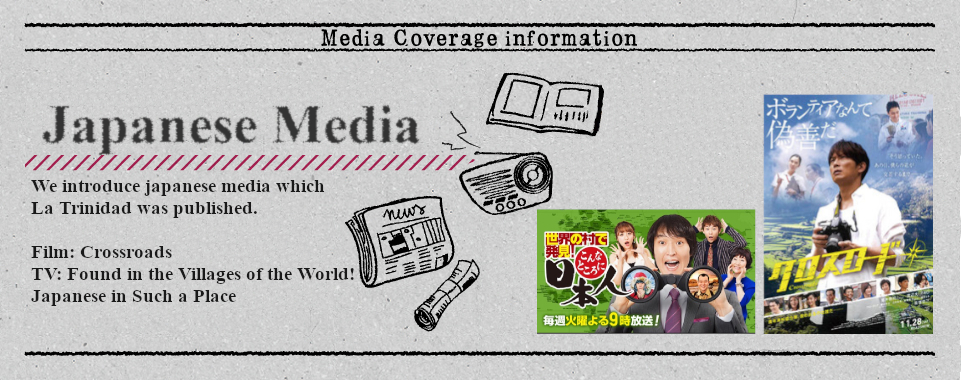 Media Coverage information
Japanese Media
We introduce japanese media which
La Trinidad was published.
Film: Crossroads
TV: Found in the Villages of the World!
Japanese in Such a Place
news
世界の村で
発見!
こんな
ところに
日本人
毎週火曜よる9時放送!
ボランティアなんて
偽善だ
クロスロード
11.28